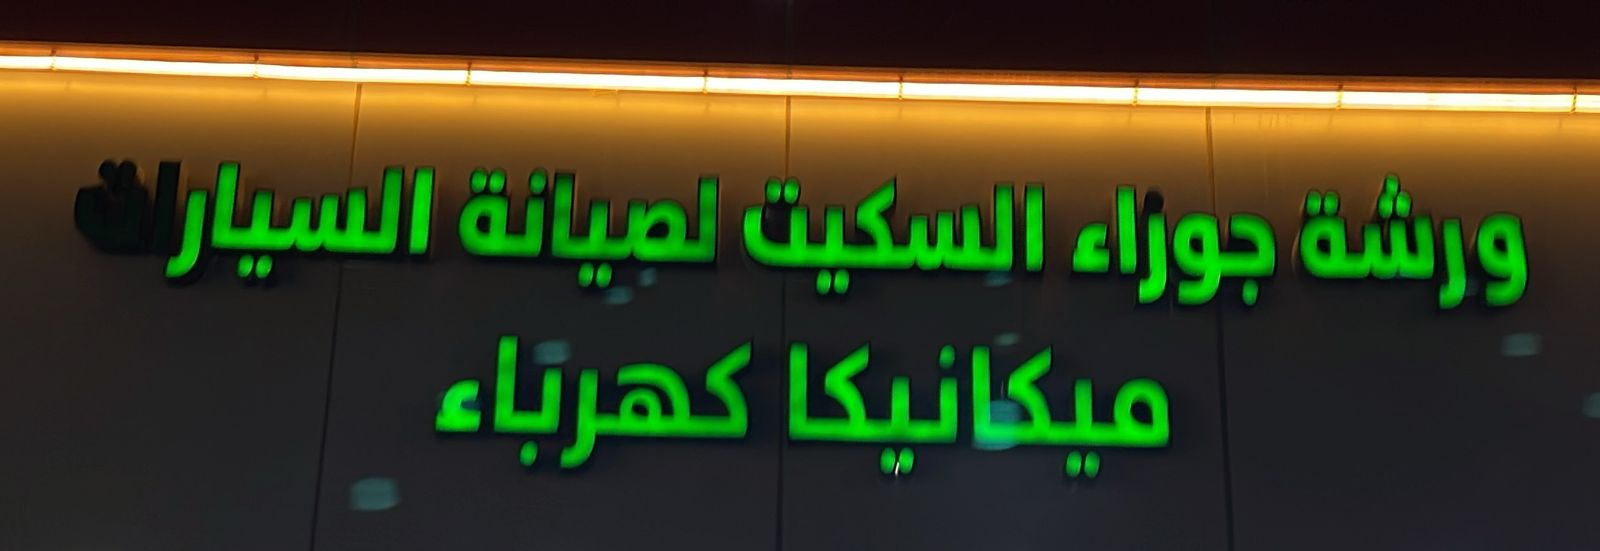 ورشة جوزاء السكيت لصيانة السيارات
ميكانيكا كهرباء